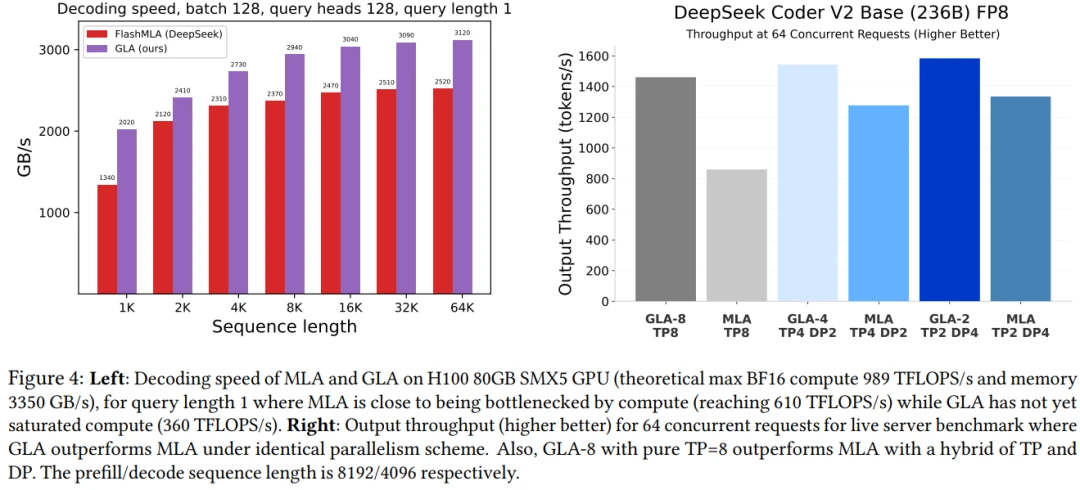 Decoding speed, batch 128, query heads 128, query length 1
FlashMLA (DeepSeek)
GLA (ours)
GB/s
3000
2000
1000
1340
2020
2120
2410
2310
2730
2370
2940
2470
3040
2510
3090
2520
3120
1K 2K 4K 8K 16K 32K 64K
Sequence length
DeepSeek Coder V2 Base (236B) FP8
Throughput at 64 Concurrent Requests (Higher Better)
Output Throughput (tokens/s)
1600
1400
1200
1000
800
600
400
200
0
GLA-8 MLA GLA-4 MLA GLA-2 MLA
TP8 TP8 TP4 DP2 TP4 DP2 TP2 DP4 TP2 DP4
Figure 4: Left: Decoding speed of MLA and GLA on H100 80GB SMX5 GPU (theoretical max BF16 compute 989 TFLOPS/s and memory
3350 GB/s), for query length 1 where MLA is close to being bottlenecked by compute (reaching 610 TFLOPS/s) while GLA has not yet
saturated compute (360 TFLOPS/s). Right: Output throughput (higher better) for 64 concurrent requests for live server benchmark where
GLA outperforms MLA under identical parallelism scheme. Also, GLA-8 with pure TP=8 outperforms MLA with a hybrid of TP and
DP. The prefill/decode sequence length is 8192/4096 respectively.